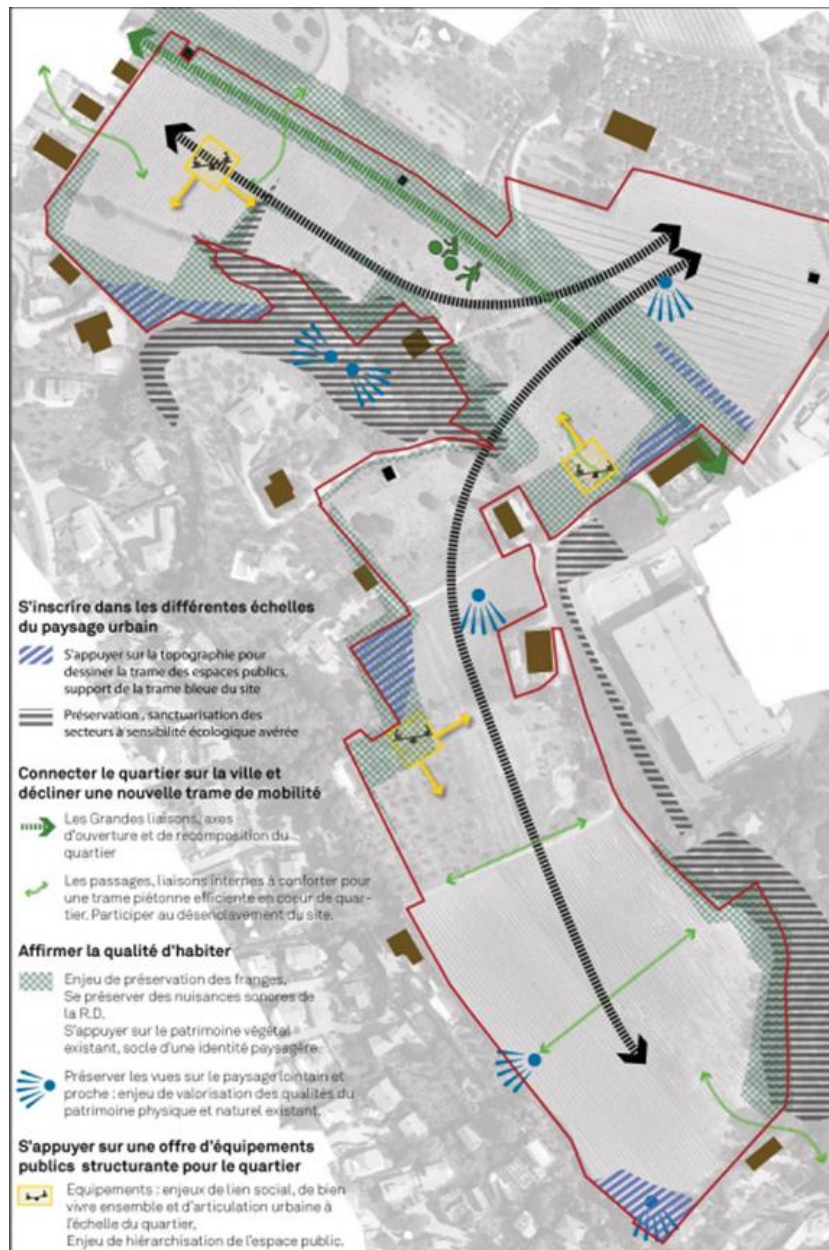 S'inscrire dans les différentes échelles
du paysage urbain
S'appuyer sur la topographie pour
dessiner la trame des espaces publics,
support de la trame bleue du site
Préservation , sanctuarisation des
secteurs à sensibilité écologique avérée
Connecter le quartier sur la ville et
décliner une nouvelle trame de mobilité
Les Grandes liaisons, axes
d'ouverture et de recomposition du
quartier
Les passages, liaisons internes à conforter pour
une trame piétonne efficiente en coeur de quar-
tier. Participer au désenclavement du site.
Affirmer la qualité d'habiter
Enjeu de préservation des franges,
Se préserver des nuisances sonores de
la R.D.
S'appuyer sur le patrimoine végétal
existant, socle d'une identité paysagère.
Préserver les vues sur le paysage lointain et
proche : enjeu de valorisation des qualités du
patrimoine physique et naturel existant.
S'appuyer sur une offre d'équipements
publics structurante pour le quartier
Equipements : enjeux de lien social, de bien
vivre ensemble et d'articulation urbaine à
l'échelle du quartier,
Enjeu de hiérarchisation de l'espace public.